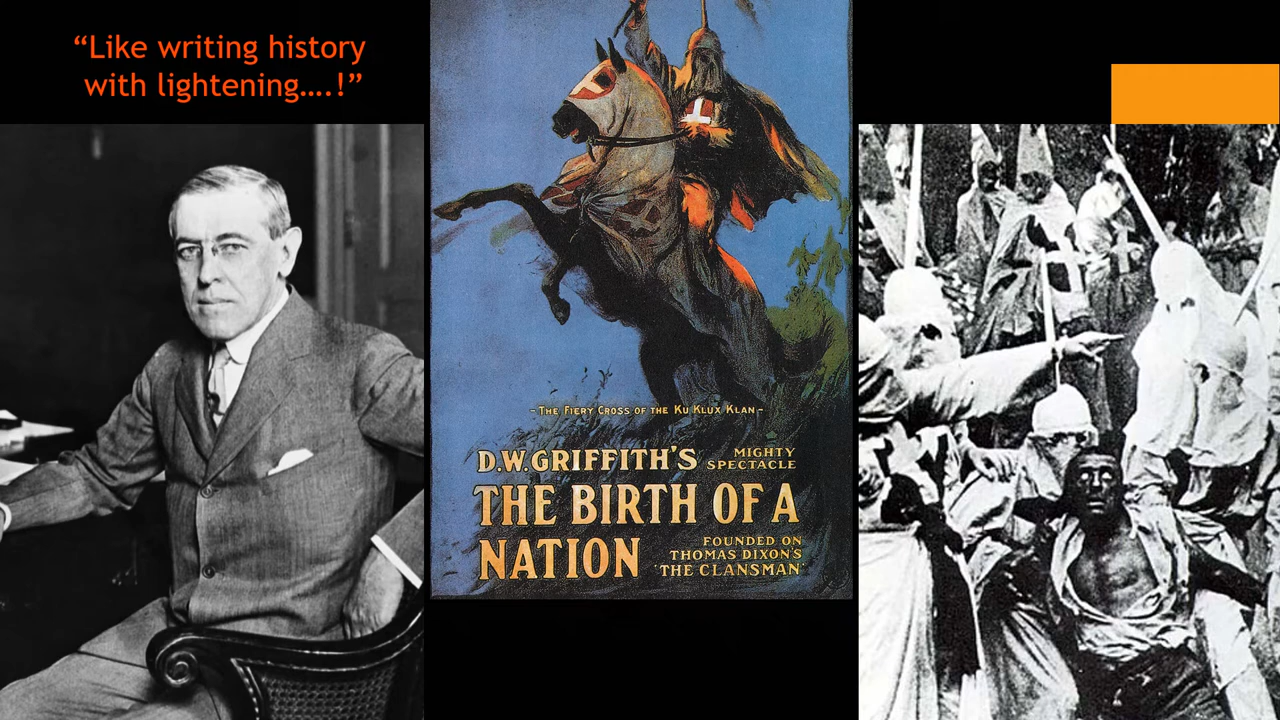 “Like writing history
with lightening….!”
-The Fiery Cross of the Ku Klux Klan-
D.W. GRIFFITH'S
MIGHTY
SPECTACLE
THE BIRTH OF A
NATION
FOUNDED ON
THOMAS DIXON'S
'THE CLANSMAN'